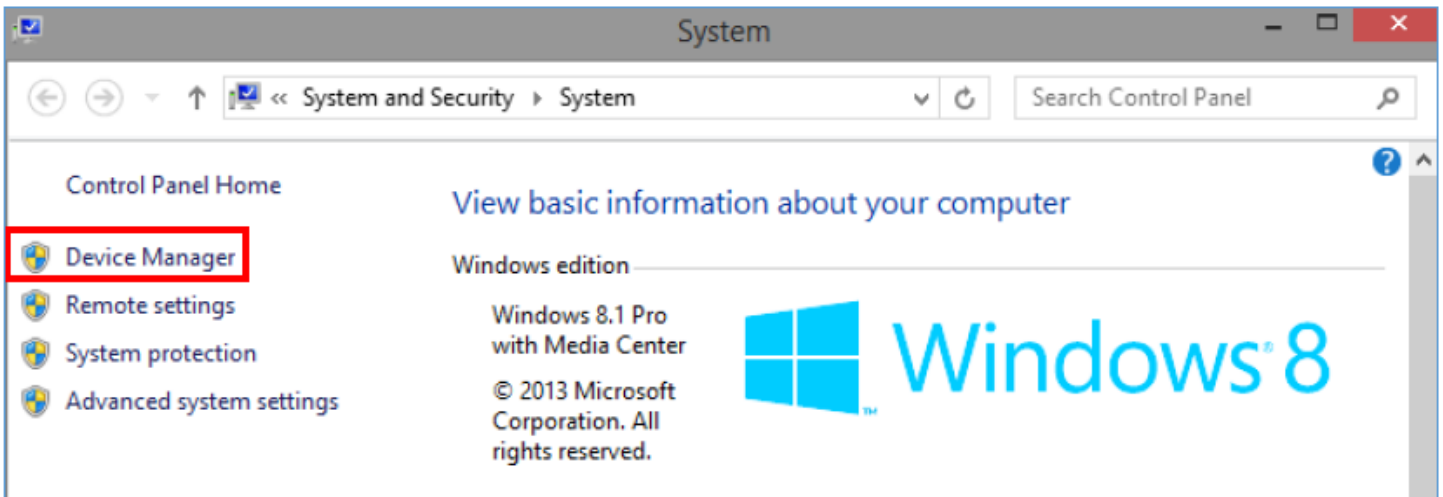 System
« System and Security ▸ System
Search Control Panel
Control Panel Home
Device Manager
Remote settings
System protection
Advanced system settings
View basic information about your computer
Windows edition
Windows 8.1 Pro
with Media Center
© 2013 Microsoft
Corporation. All
rights reserved.
Windows® 8
™